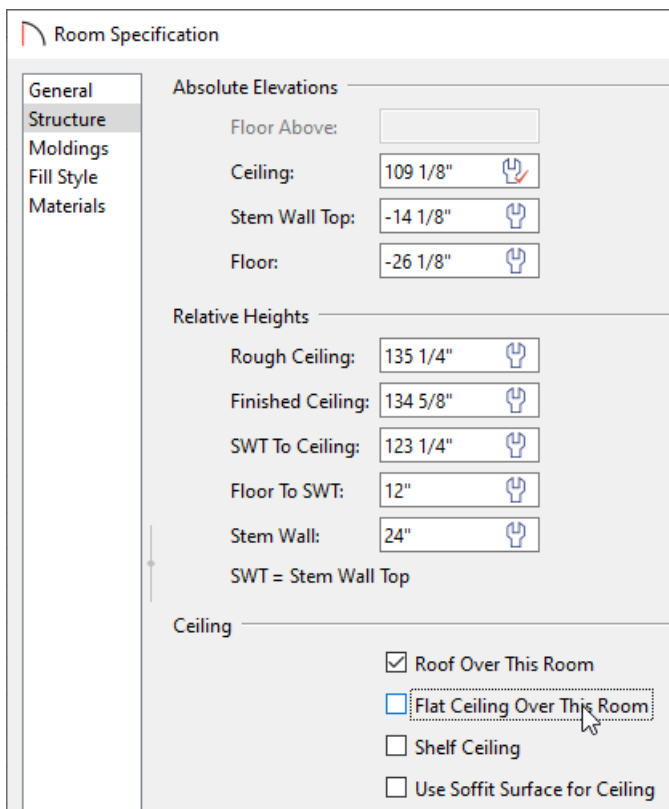 Room Specification
General
Structure
Moldings
Fill Style
Materials
Absolute Elevations
Floor Above:
Ceiling: 109 1/8"
Stem Wall Top: -14 1/8"
Floor: -26 1/8"
Relative Heights
Rough Ceiling: 135 1/4"
Finished Ceiling: 134 5/8"
SWT To Ceiling: 123 1/4"
Floor To SWT: 12"
Stem Wall: 24"
SWT = Stem Wall Top
Ceiling
Roof Over This Room
Flat Ceiling Over This Room
Shelf Ceiling
Use Soffit Surface for Ceiling